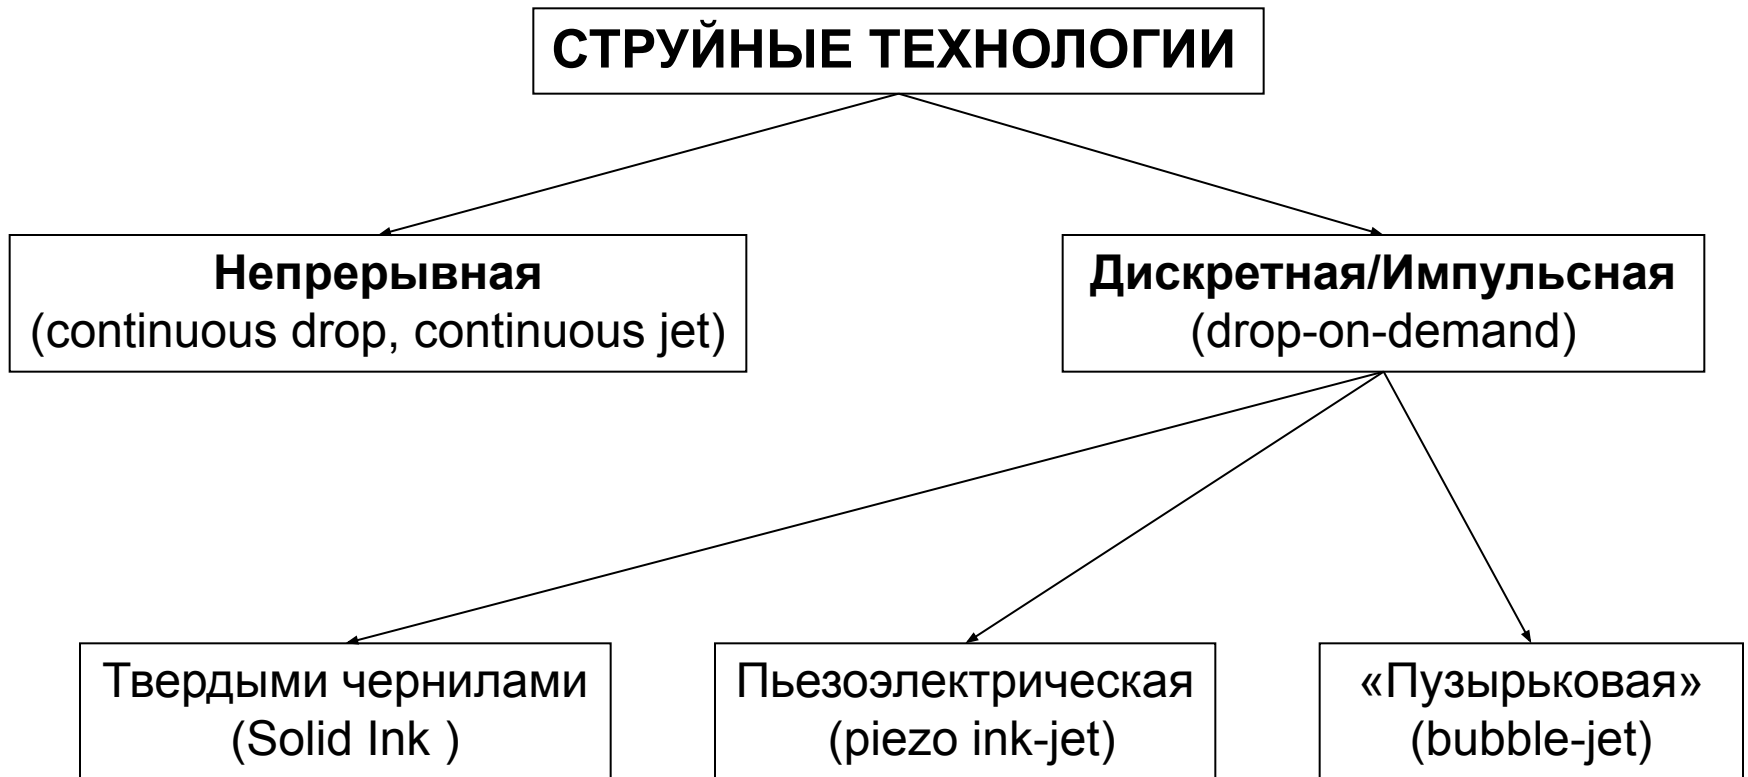 СТРУЙНЫЕ ТЕХНОЛОГИИ
Непрерывная
(continuous drop, continuous jet)
Дискретная/Импульсная
(drop-on-demand)
Твердыми чернилами
(Solid Ink )
Пьезоэлектрическая
(piezo ink-jet)
«Пузырьковая»
(bubble-jet)